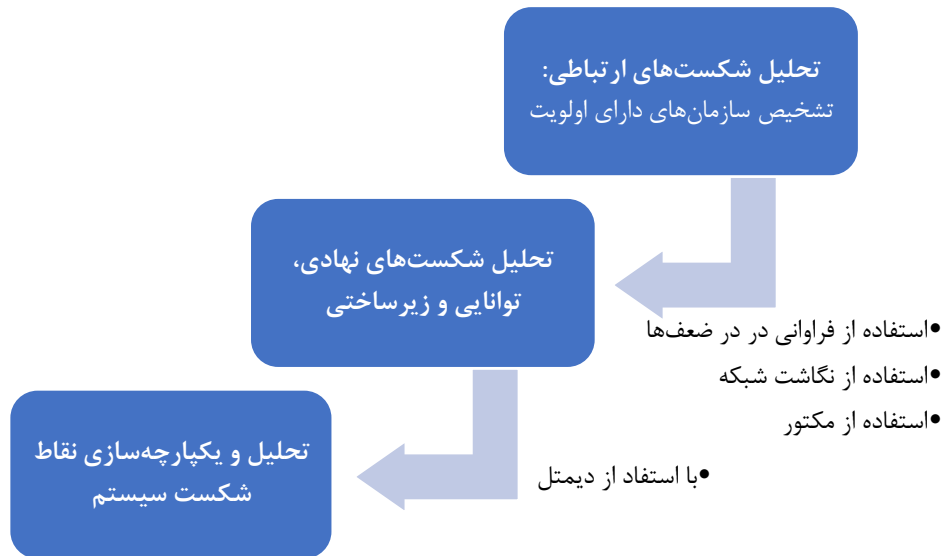 تحلیل شکست‌های ارتباطی:
تشخیص سازمان‌های دارای اولویت
تحلیل شکست‌های نهادی،
توانایی و زیرساختی
•استفاده از فراوانی در در ضعف‌ها
•استفاده از نگاشت شبکه
•استفاده از مکتور
تحلیل و یکپارچه‌سازی نقاط
شکست سیستم
•با استفاد از دیمتل